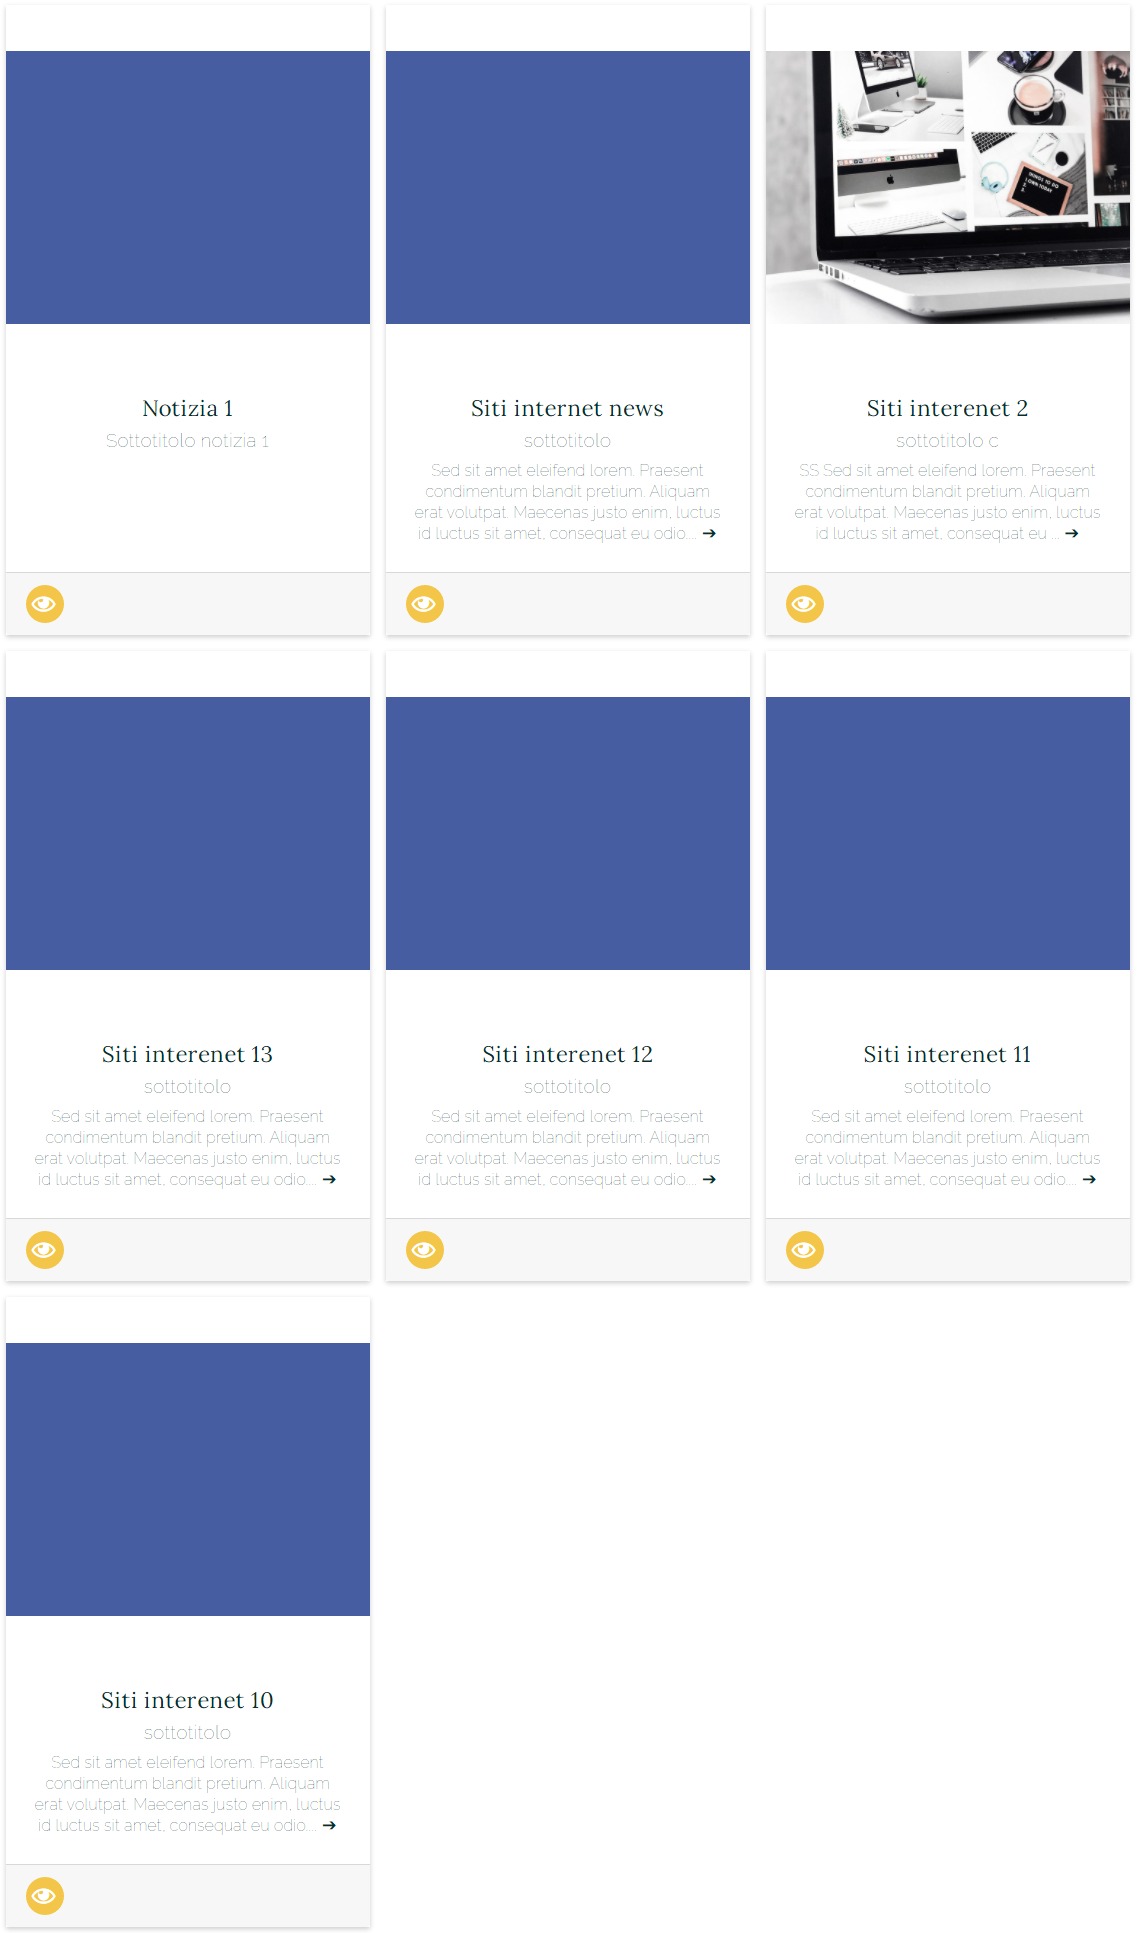 THINGS TO DO
Notizia 1
Sottotitolo notizia 1
Siti internet news
sottotitolo
Sed sit amet eleifend lorem. Praesent
condimentum blandit pretium. Aliquam
erat volutpat. Maecenas justo enim, luctus
id luctus sit amet, consequat eu odio.... ➔
Siti interenet 2
sottotitolo c
SS Sed sit amet eleifend lorem. Praesent
condimentum blandit pretium. Aliquam
erat volutpat. Maecenas justo enim, luctus
id luctus sit amet, consequat eu ... ➔
Siti interenet 13
sottotitolo
Sed sit amet eleifend lorem. Praesent
condimentum blandit pretium. Aliquam
erat volutpat. Maecenas justo enim, luctus
id luctus sit amet, consequat eu odio.... ➔
Siti interenet 12
sottotitolo
Sed sit amet eleifend lorem. Praesent
condimentum blandit pretium. Aliquam
erat volutpat. Maecenas justo enim, luctus
id luctus sit amet, consequat eu odio.... ➔
Siti interenet 11
sottotitolo
Sed sit amet eleifend lorem. Praesent
condimentum blandit pretium. Aliquam
erat volutpat. Maecenas justo enim, luctus
id luctus sit amet, consequat eu odio.... ➔
Siti interenet 10
sottotitolo
Sed sit amet eleifend lorem. Praesent
condimentum blandit pretium. Aliquam
erat volutpat. Maecenas justo enim, luctus
id luctus sit amet, consequat eu odio.... ➔